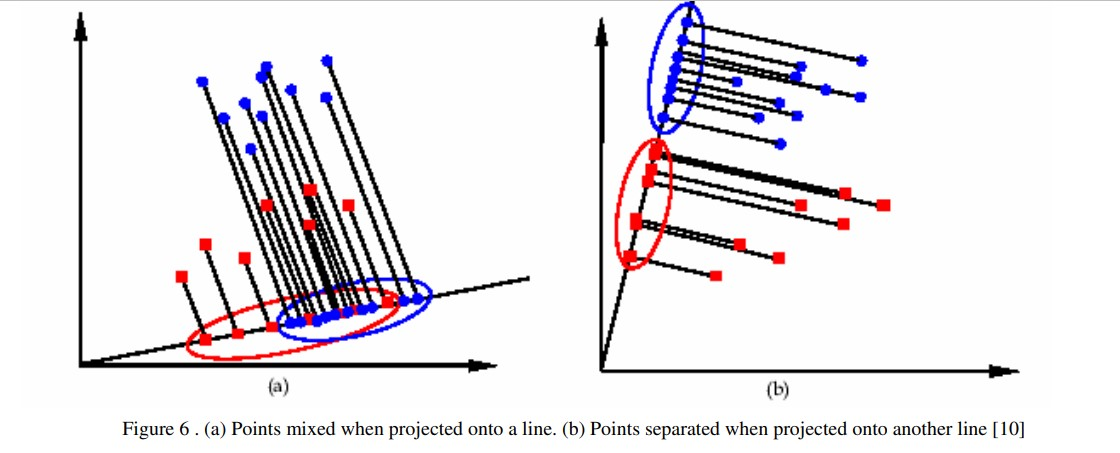 (a)
(b)
Figure 6 . (a) Points mixed when projected onto a line. (b) Points separated when projected onto another line [10]